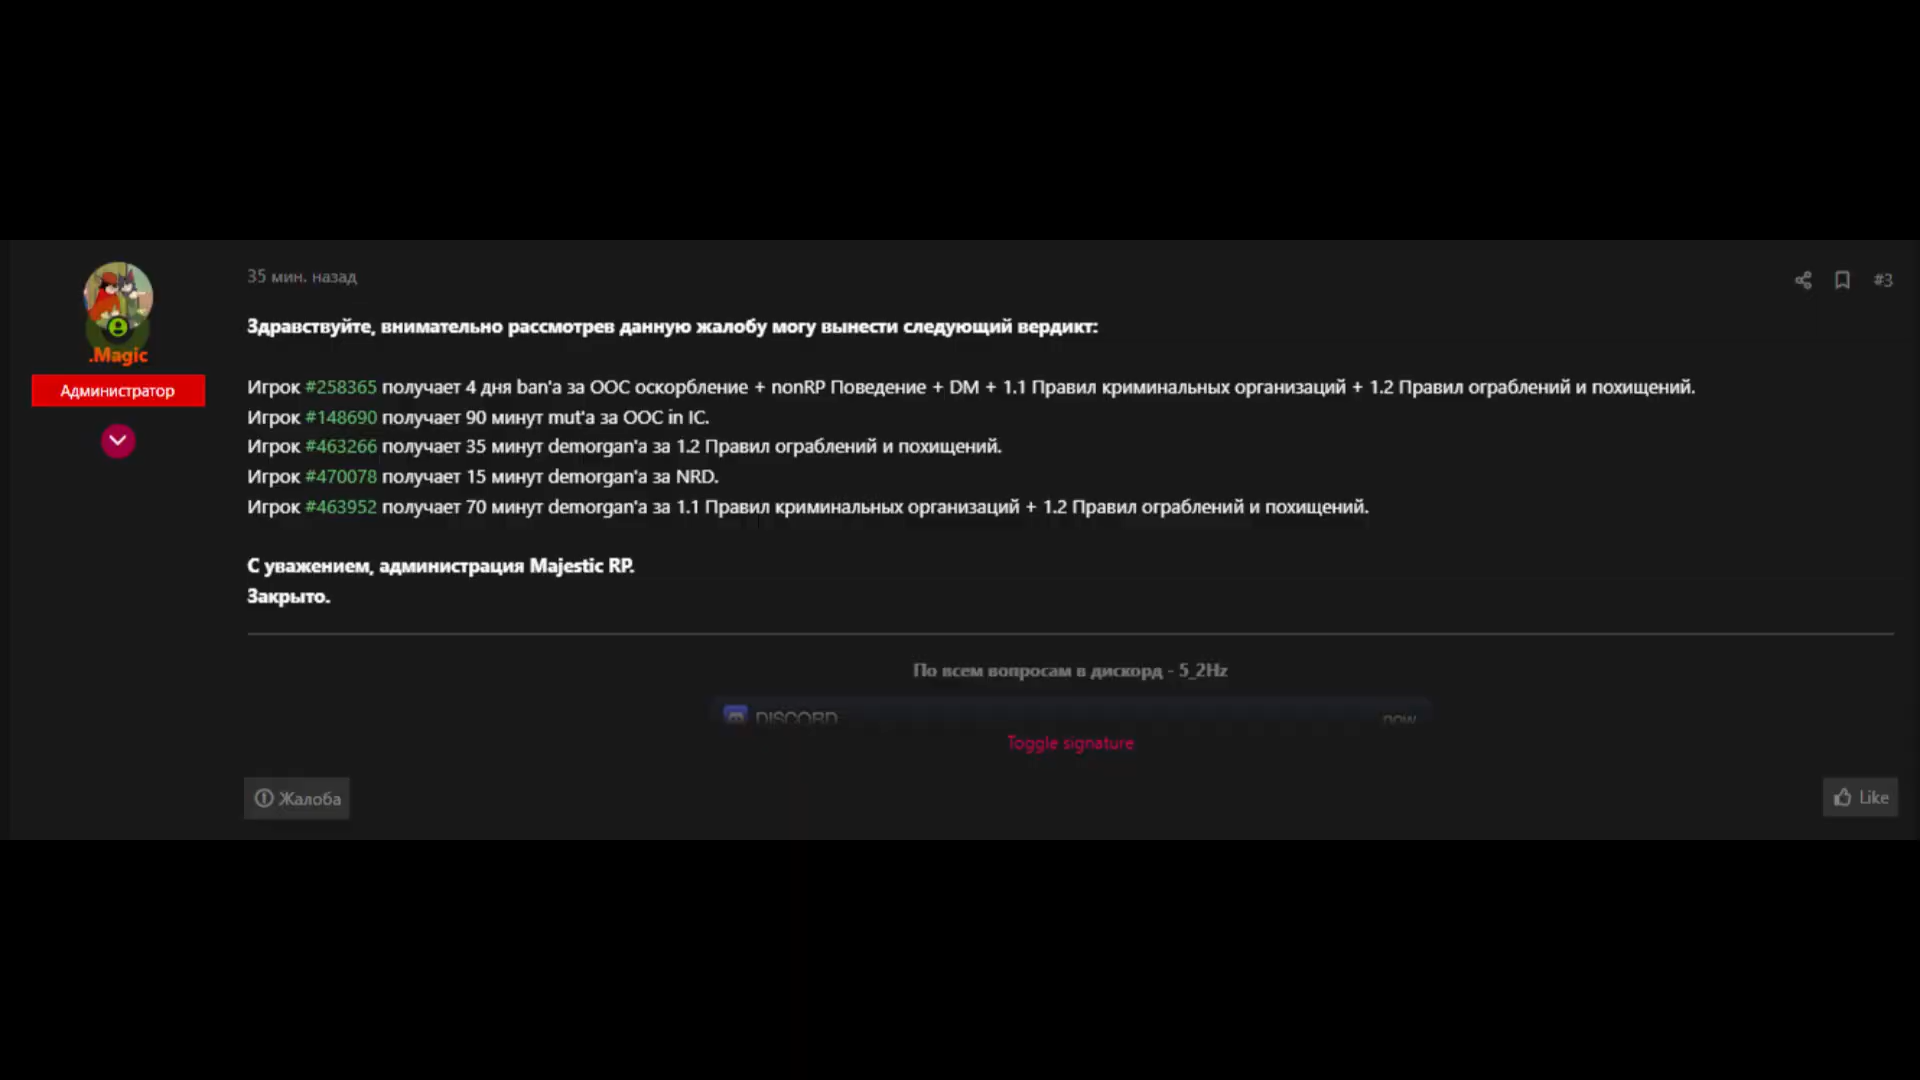 35 мин. назад
#3
.Magic
Администратор
Здравствуйте, внимательно рассмотрев данную жалобу могу вынести следующий вердикт:
Игрок #258365 получает 4 дня ban'a за ООС оскорбление + nonRP Поведение + DM + 1.1 Правил криминальных организаций + 1.2 Правил ограблений и похищений.
Игрок #148690 получает 90 минут mut'a за OOC in IC.
Игрок #463266 получает 35 минут demorgan'a за 1.2 Правил ограблений и похищений.
Игрок #470078 получает 15 минут demorgan'a за NRD.
Игрок #463952 получает 70 минут demorgan'a за 1.1 Правил криминальных организаций + 1.2 Правил ограблений и похищений.
С уважением, администрация Majestic RP.
Закрыто.
По всем вопросам в дискорд - 5_2Hz
DISCORD now
Toggle signature
Жалоба
Like